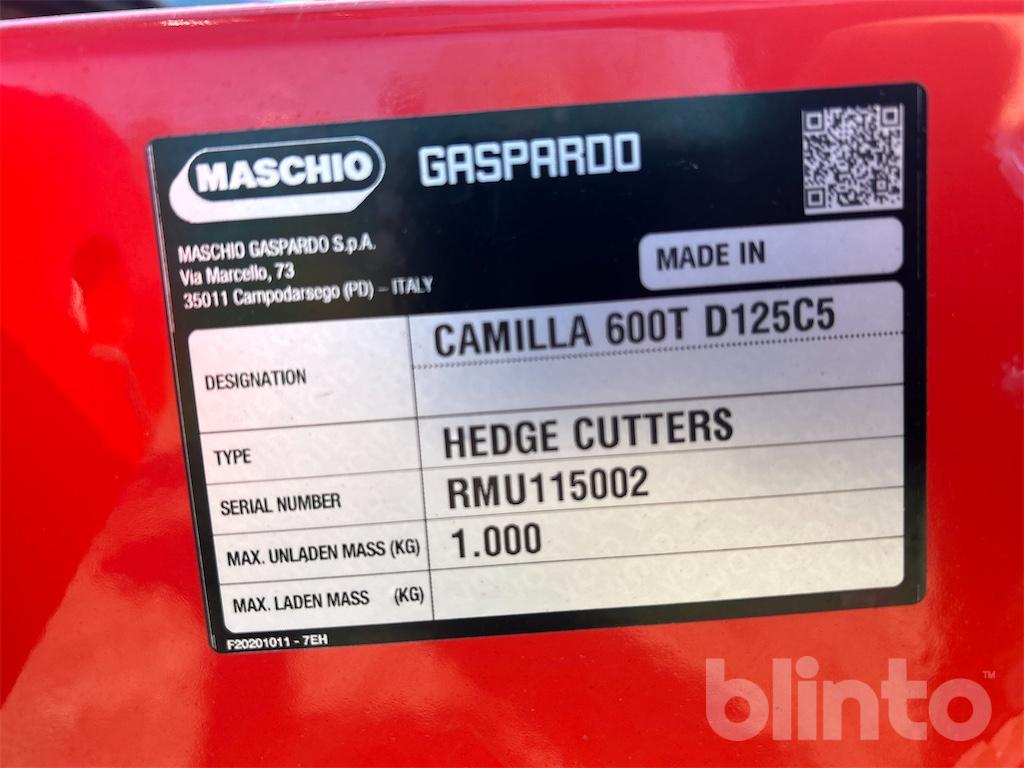 MASCHIO GASPARDO
MASCHIO GASPARDO S.p.A.
Via Marcello, 73
35011 Campodarsego (PD) - ITALY
MADE IN
DESIGNATION CAMILLA 600T D125C5
TYPE HEDGE CUTTERS
SERIAL NUMBER RMU115002
MAX. UNLADEN MASS (KG) 1.000
MAX. LADEN MASS (KG)
F20201011 - 7EH
blinto™